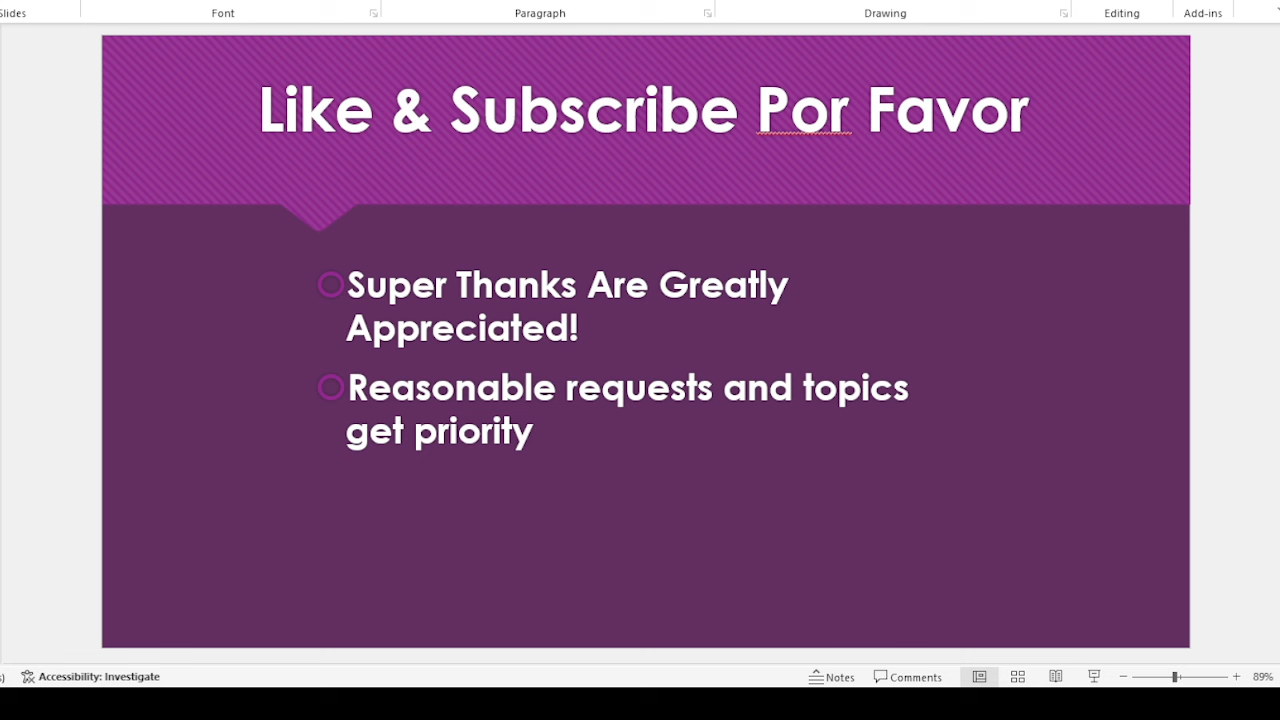 Slides Font Paragraph Drawing Editing Add-ins
Like & Subscribe Por Favor
Super Thanks Are Greatly
Appreciated!
Reasonable requests and topics
get priority
Accessibility: Investigate Notes Comments 89%